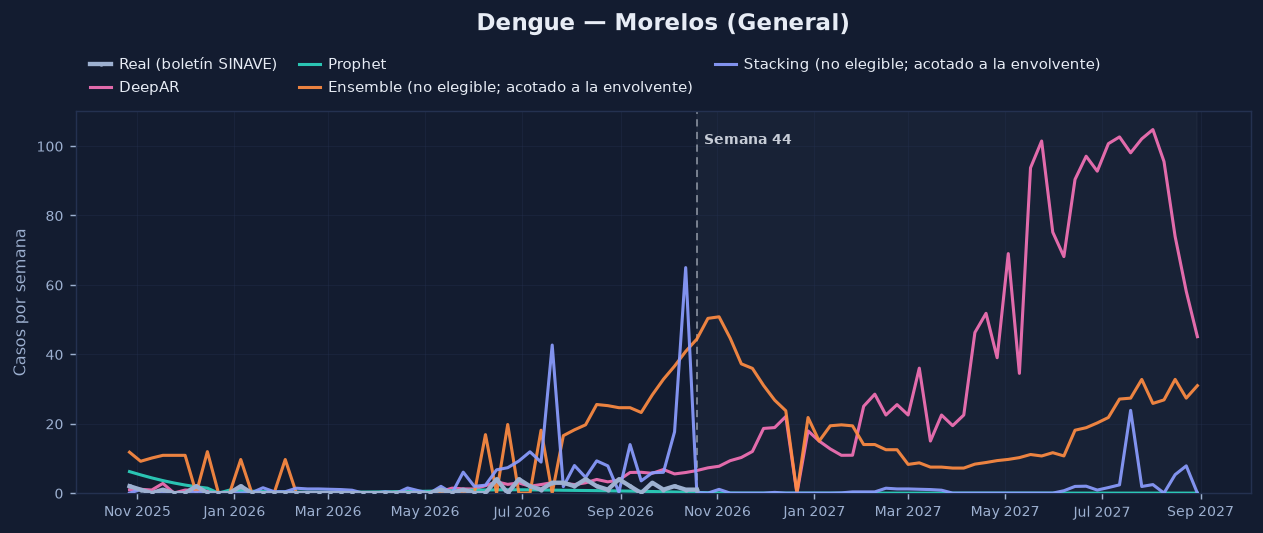 Dengue — Morelos (General)
Real (boletín SINAVE)
Prophet
Stacking (no elegible; acotado a la envolvente)
DeepAR
Ensemble (no elegible; acotado a la envolvente)
Semana 44
Casos por semana
100
80
60
40
20
0
Nov 2025
Jan 2026
Mar 2026
May 2026
Jul 2026
Sep 2026
Nov 2026
Jan 2027
Mar 2027
May 2027
Jul 2027
Sep 2027